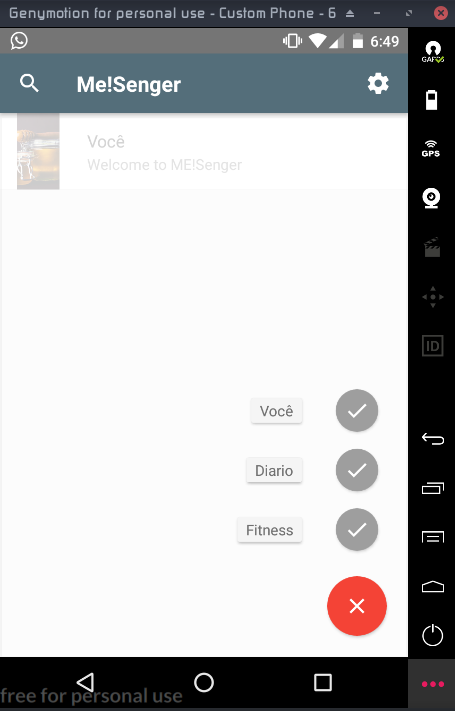 Genymotion for personal use - Custom Phone - 6
6:49
GAPPS
Me!Senger
Você
Welcome to ME!Senger
GPS
ID
Você
Diario
Fitness
free for personal use